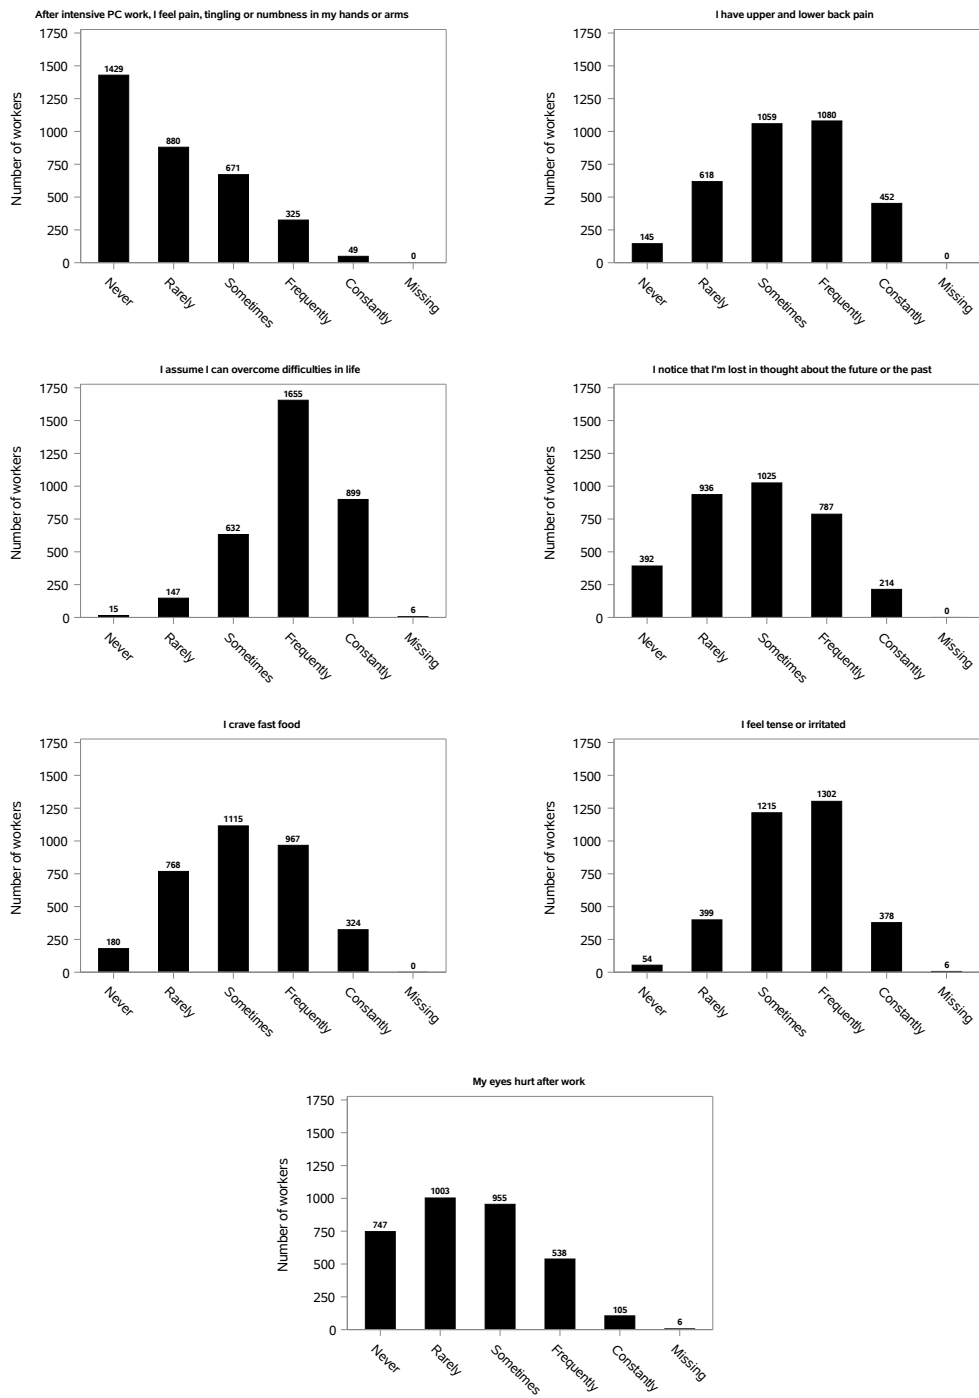 After intensive PC work, I feel pain, tingling or numbness in my hands or arms
1750
1500
1250
1000
750
500
250
0
Number of workers
1429
880
671
325
49
0
Never
Rarely
Sometimes
Frequently
Constantly
Missing
I have upper and lower back pain
1750
1500
1250
1000
750
500
250
0
Number of workers
145
618
1059
1080
452
0
Never
Rarely
Sometimes
Frequently
Constantly
Missing
I assume I can overcome difficulties in life
1750
1500
1250
1000
750
500
250
0
Number of workers
15
147
632
1655
899
6
Never
Rarely
Sometimes
Frequently
Constantly
Missing
I notice that I'm lost in thought about the future or the past
1750
1500
1250
1000
750
500
250
0
Number of workers
392
936
1025
787
214
0
Never
Rarely
Sometimes
Frequently
Constantly
Missing
I crave fast food
1750
1500
1250
1000
750
500
250
0
Number of workers
180
768
1115
967
324
0
Never
Rarely
Sometimes
Frequently
Constantly
Missing
I feel tense or irritated
1750
1500
1250
1000
750
500
250
0
Number of workers
54
399
1215
1302
378
6
Never
Rarely
Sometimes
Frequently
Constantly
Missing
My eyes hurt after work
1750
1500
1250
1000
750
500
250
0
Number of workers
747
1003
955
538
105
6
Never
Rarely
Sometimes
Frequently
Constantly
Missing